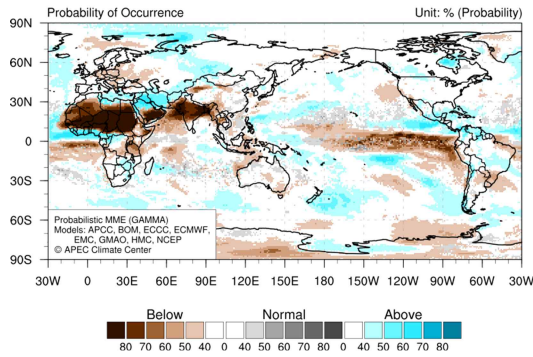 Probability of Occurrence Unit: % (Probability)
90N
60N
30N
0
30S
60S
90S
Probabilistic MME (GAMMA)
Models: APCC, BOM, ECCC, ECMWF,
EMC, GMAO, HMC, NCEP
© APEC Climate Center
30W 0 30E 60E 90E 120E 150E 180 150W 120W 90W 60W 30W
Below Normal Above
80 70 60 50 40 0 40 50 60 70 80 0 40 50 60 70 80